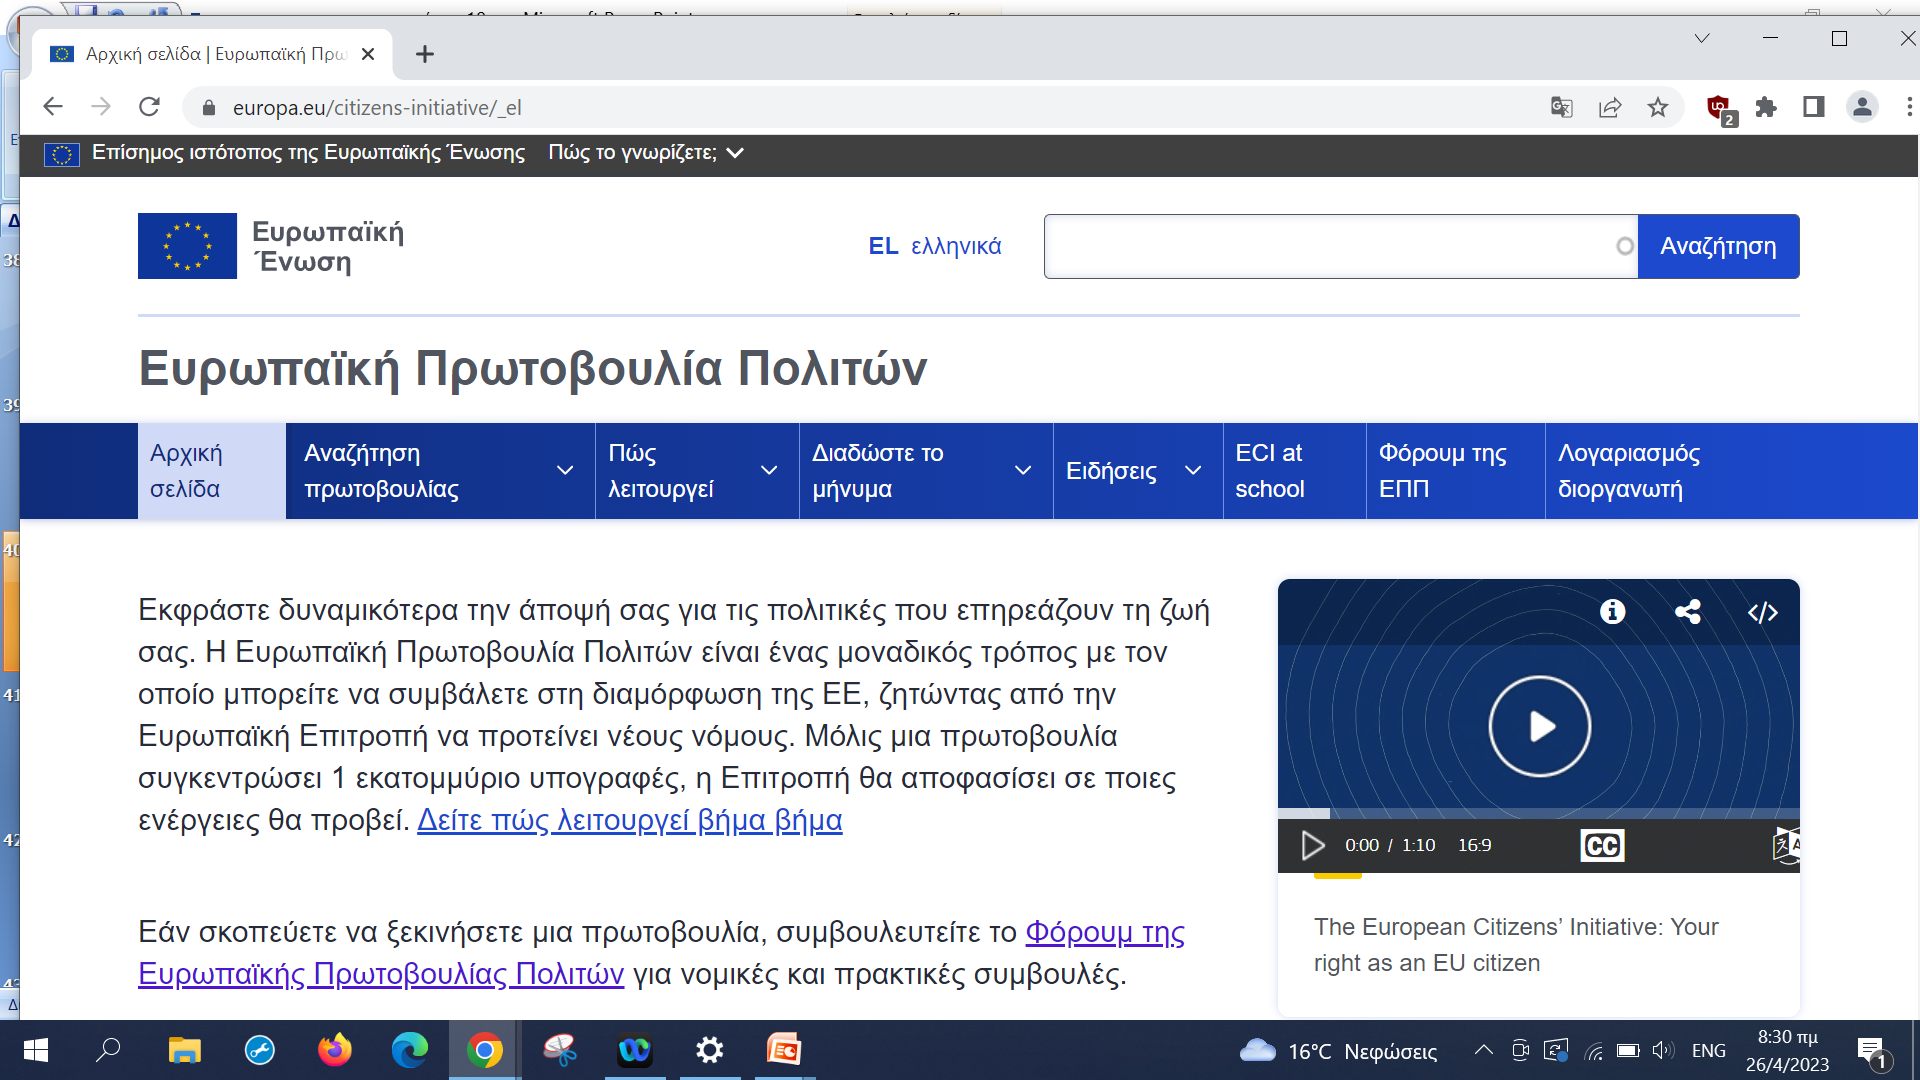 Αρχική σελίδα | Ευρωπαϊκή Πρω
europa.eu/citizens-initiative/_el
2
Επίσημος ιστότοπος της Ευρωπαϊκής Ένωσης Πώς το γνωρίζετε;
Ευρωπαϊκή
Ένωση
EL ελληνικά
Αναζήτηση
Ευρωπαϊκή Πρωτοβουλία Πολιτών
Αρχική
σελίδα
Αναζήτηση
πρωτοβουλίας
Πώς
λειτουργεί
Διαδώστε το
μήνυμα
Ειδήσεις
ECI at
school
Φόρουμ της
ΕΠΠ
Λογαριασμός
διοργανωτή
Εκφράστε δυναμικότερα την άποψή σας για τις πολιτικές που επηρεάζουν τη ζωή
σας. Η Ευρωπαϊκή Πρωτοβουλία Πολιτών είναι ένας μοναδικός τρόπος με τον
οποίο μπορείτε να συμβάλετε στη διαμόρφωση της ΕΕ, ζητώντας από την
Ευρωπαϊκή Επιτροπή να προτείνει νέους νόμους. Μόλις μια πρωτοβουλία
συγκεντρώσει 1 εκατομμύριο υπογραφές, η Επιτροπή θα αποφασίσει σε ποιες
ενέργειες θα προβεί. Δείτε πώς λειτουργεί βήμα βήμα
Εάν σκοπεύετε να ξεκινήσετε μια πρωτοβουλία, συμβουλευτείτε το Φόρουμ της
Ευρωπαϊκής Πρωτοβουλίας Πολιτών για νομικές και πρακτικές συμβουλές.
0:00 / 1:10 16:9
CC
The European Citizens’ Initiative: Your
right as an EU citizen
38
39
40
41
42
16°C Νεφώσεις
ENG
8:30 πμ
26/4/2023
1